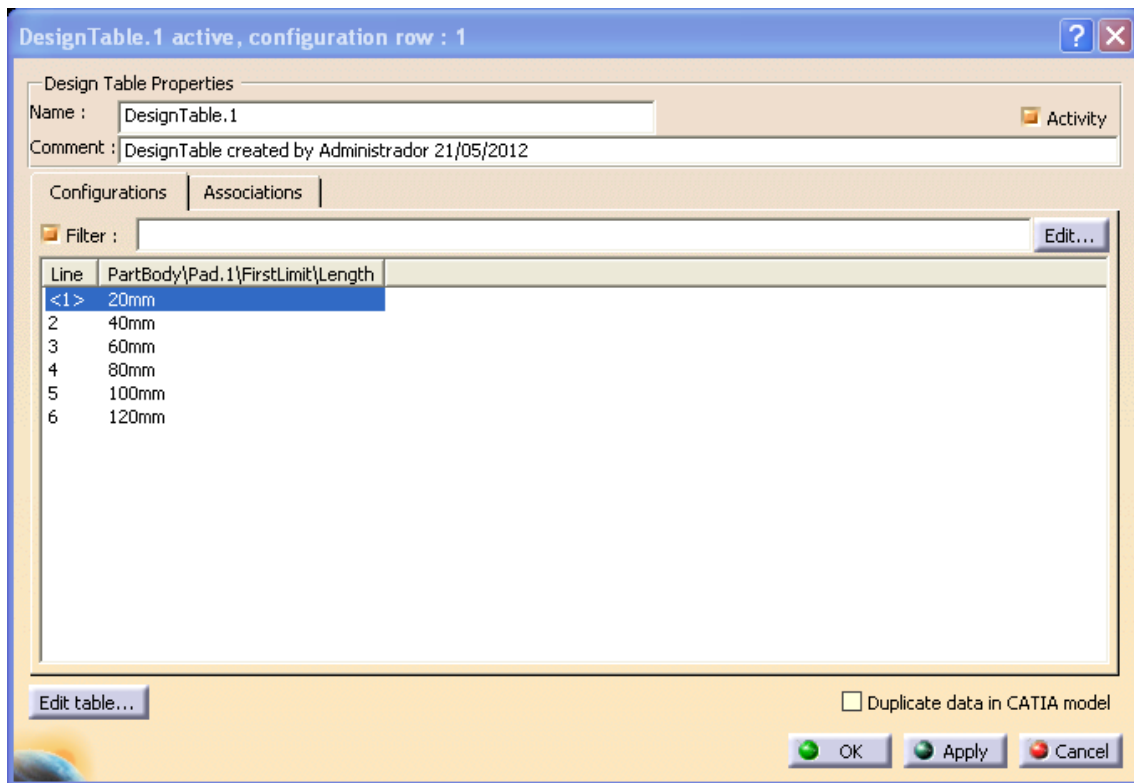 DesignTable.1 active, configuration row : 1
Design Table Properties
Name : DesignTable.1 Activity
Comment : DesignTable created by Administrador 21/05/2012
Configurations Associations
Filter : Edit...
Line PartBody\Pad.1\FirstLimit\Length
<1> 20mm
2 40mm
3 60mm
4 80mm
5 100mm
6 120mm
Edit table... Duplicate data in CATIA model
OK Apply Cancel